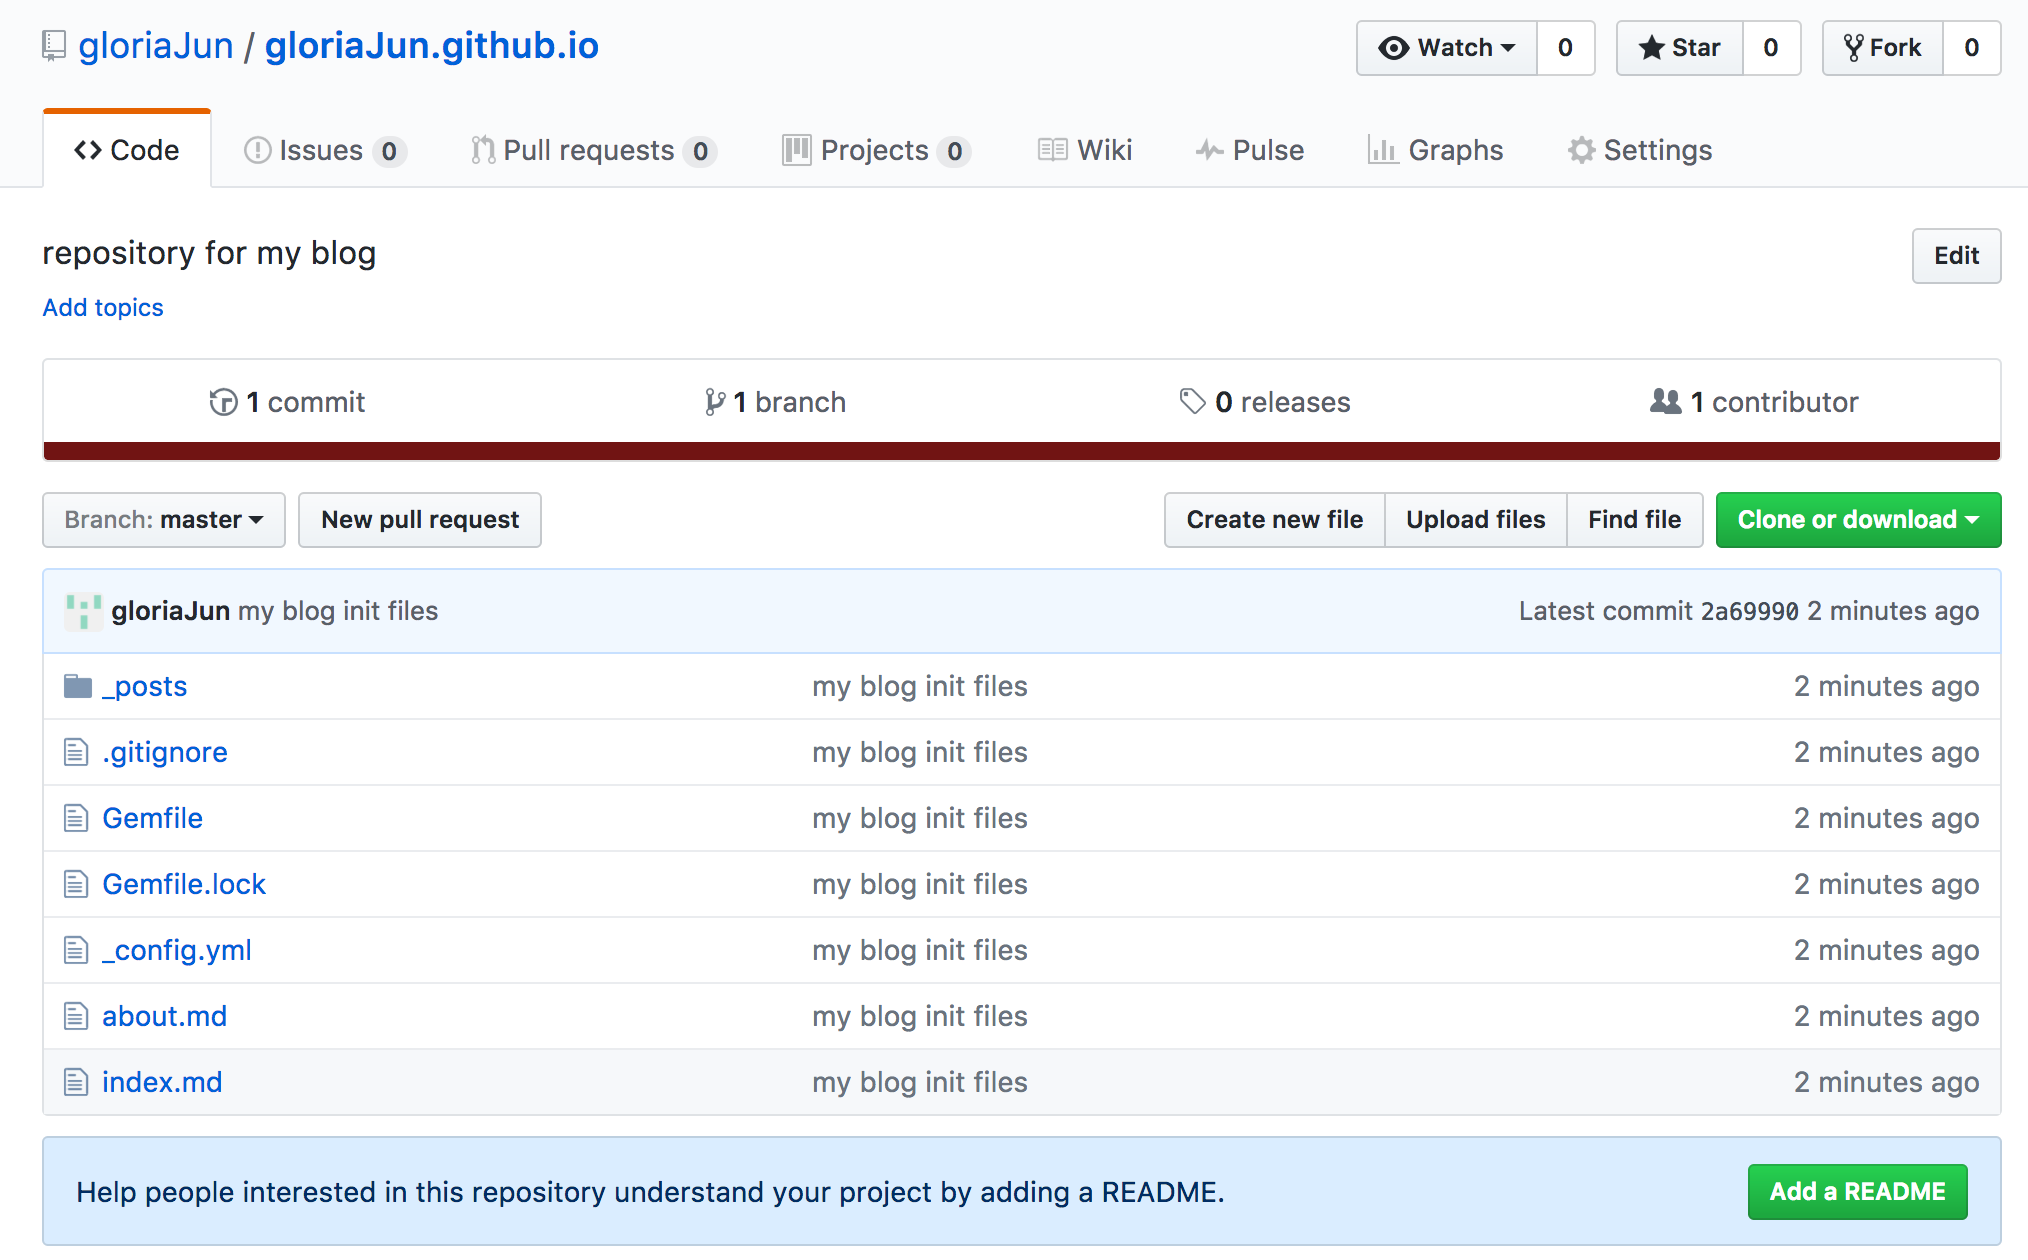 gloriaJun / gloriaJun.github.io Watch 0 Star 0 Fork 0
Code Issues 0 Pull requests 0 Projects 0 Wiki Pulse Graphs Settings
repository for my blog Edit
Add topics
1 commit 1 branch 0 releases 1 contributor
Branch: master New pull request Create new file Upload files Find file Clone or download
gloriaJun my blog init files Latest commit 2a69990 2 minutes ago
_posts my blog init files 2 minutes ago
.gitignore my blog init files 2 minutes ago
Gemfile my blog init files 2 minutes ago
Gemfile.lock my blog init files 2 minutes ago
_config.yml my blog init files 2 minutes ago
about.md my blog init files 2 minutes ago
index.md my blog init files 2 minutes ago
Help people interested in this repository understand your project by adding a README. Add a README